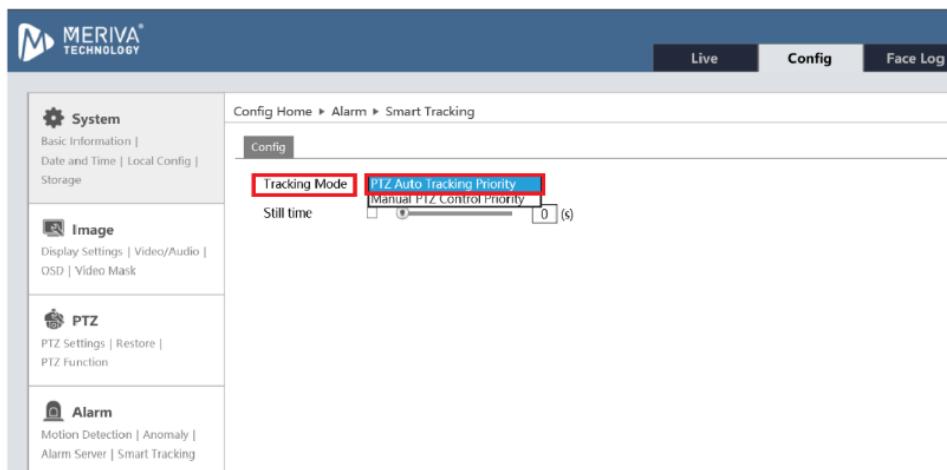 MERIVA®
TECHNOLOGY
Live Config Face Log
System
Basic Information |
Date and Time | Local Config |
Storage
Image
Display Settings | Video/Audio |
OSD | Video Mask
PTZ
PTZ Settings | Restore |
PTZ Function
Alarm
Motion Detection | Anomaly |
Alarm Server | Smart Tracking
Config Home ▸ Alarm ▸ Smart Tracking
Config
Tracking Mode PTZ Auto Tracking Priority
Manual PTZ Control Priority
Still time 0 (s)